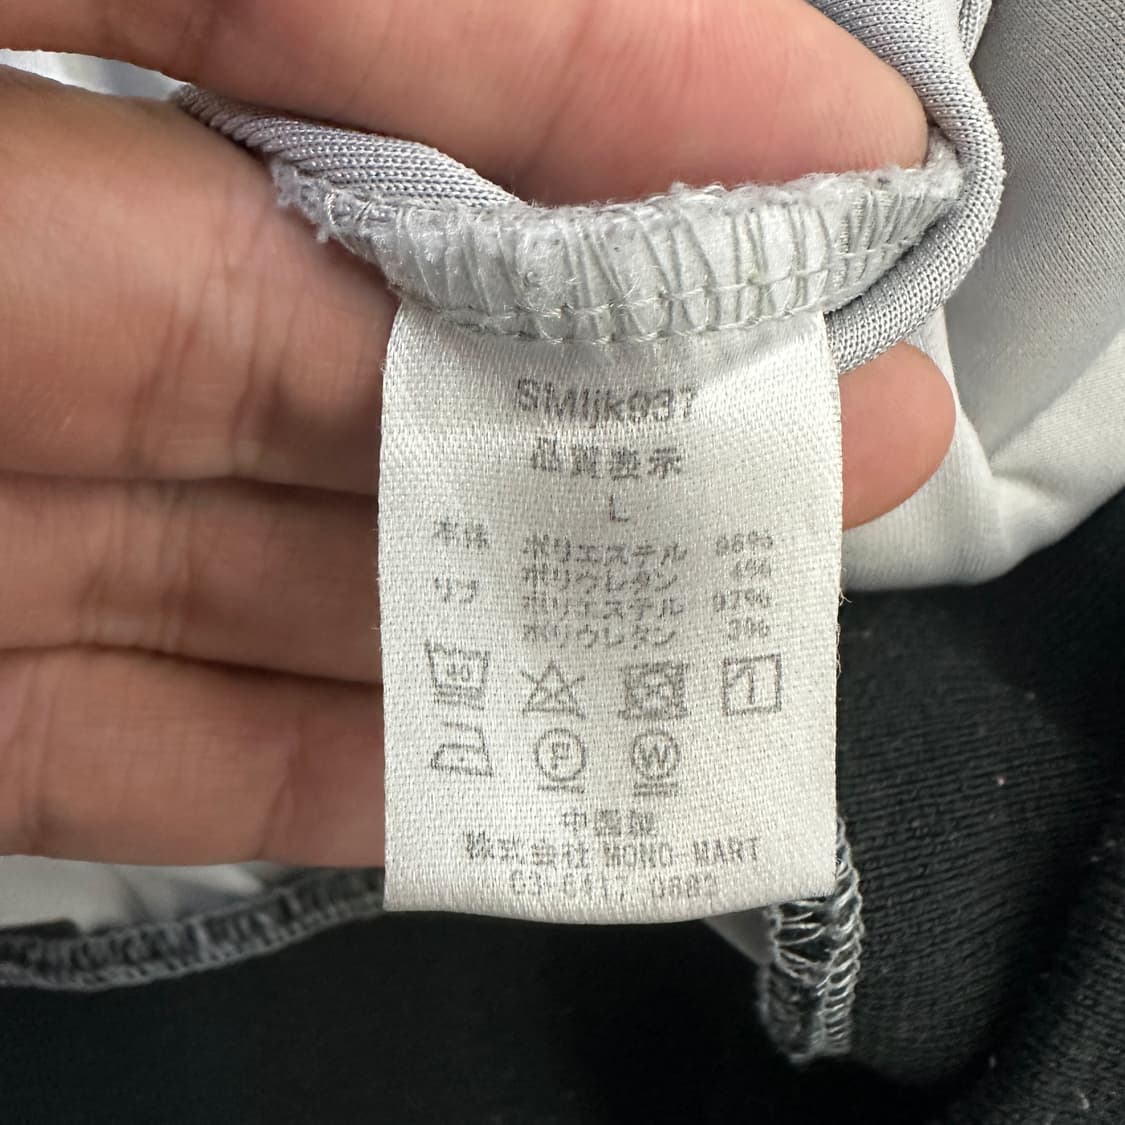 SMIjk937
品質表示
L
本体 ポリエステル 96%
ポリウレタン 4%
リブ ポリエステル 97%
ポリウレタン 3%
P
W
中国製
株式会社 MONO-MART